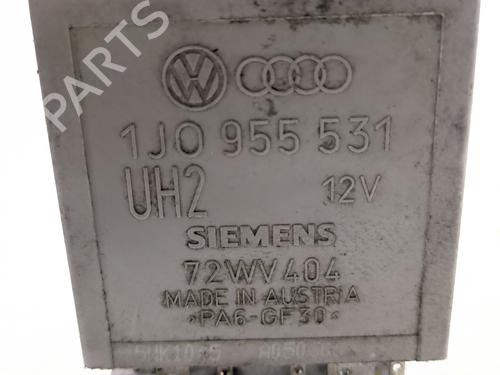 PARTS
1J0 955 531
UH2 12V
SIEMENS
72WV404
MADE IN AUSTRIA
>PA6-GF30<